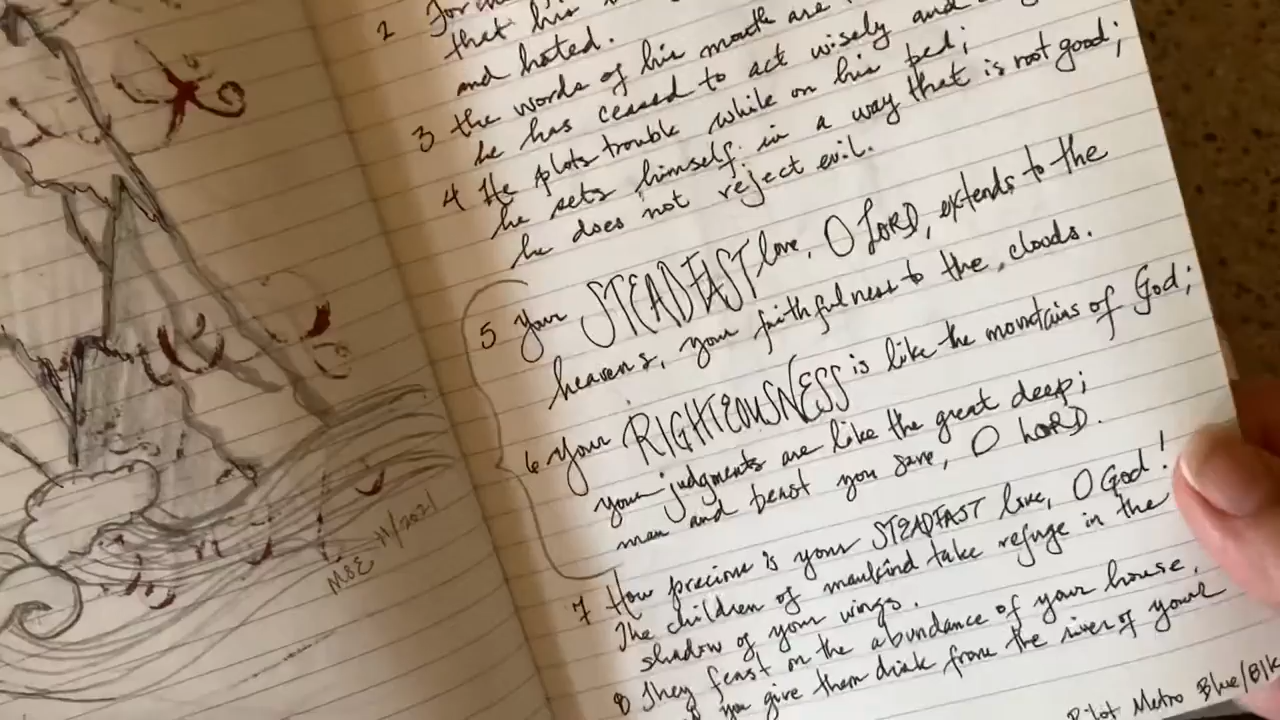 2 For
that his
and hated.
3 the words of his mouth are
he has ceased to act wisely and
4 He plots trouble while on his bed;
he sets himself in a way that is not good;
he does not reject evil.
5 your STEADFAST love, O LORD, extends to the
heavens, your faithfulness to the clouds.
6 your RIGHTEOUSNESS is like the mountains of God;
your judgments are like the great deep;
man and beast you save, O LORD.
7 How precious is your STEADFAST love, O God!
The children of mankind take refuge in the
shadow of your wings.
8 They feast on the abundance of your house,
you give them drink from the river of your
Pilot Metro Blue/Blk
MSE 11/2021